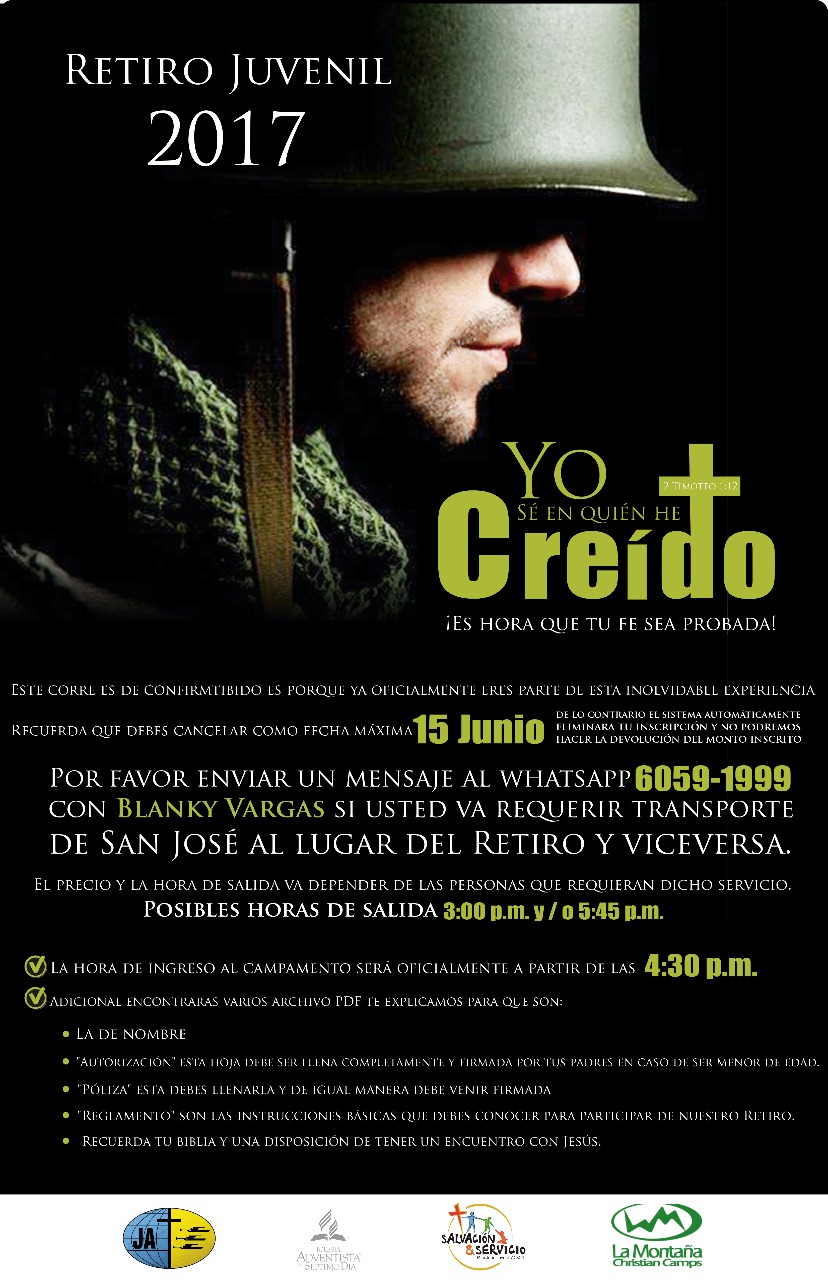 Retiro Juvenil
2017
Yo
2 Timoteo 1:12
Sé en quién he
Creído
¡Es hora que tu fe sea probada!
Este corre es de confirmtibido es porque ya oficialmente eres parte de esta inolvidable experiencia
Recuerda que debes cancelar como fecha máxima 15 Junio
de lo contrario el sistema automáticamente
eliminara tu inscripción y no podremos
hacer la devolución del monto inscrito
Por favor enviar un mensaje al whatsapp 6059-1999
con Blanky Vargas si usted va requerir transporte
de San José al lugar del Retiro y viceversa.
El precio y la hora de salida va depender de las personas que requieran dicho servicio.
Posibles horas de salida 3:00 p.m. y / o 5:45 p.m.
La hora de ingreso al campamento será oficialmente a partir de las 4:30 p.m.
Adicional encontraras varios archivo PDF te explicamos para que son:
• La de nombre
• "Autorización" esta hoja debe ser llena completamente y firmada por tus padres en caso de ser menor de edad.
• "Póliza" esta debes llenarla y de igual manera debe venir firmada
• "Reglamento" son las instrucciones básicas que debes conocer para participar de nuestro Retiro.
• Recuerda tu biblia y una disposición de tener un encuentro con Jesús.
JA
Iglesia
Adventista
del Séptimo Día
Salvación
& Servicio
La Montaña
Christian Camps